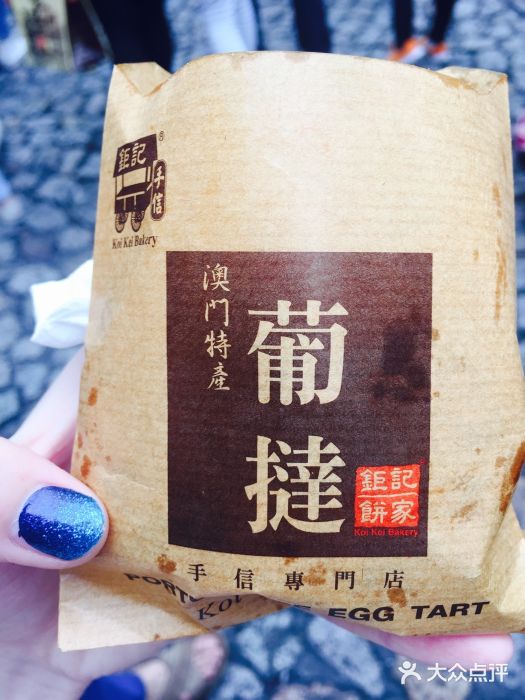 鉅記
手信
®
Koi Kei Bakery
澳門特產
葡撻
鉅記
餅家
Koi Kei Bakery
手信專門店
EGG TART
大众点评